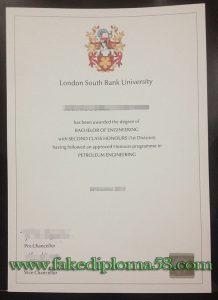 London South Bank University
has been awarded the degree of
BACHELOR OF ENGINEERING
with SECOND CLASS HONOURS (1st Division)
having followed an approved Honours programme in
PETROLEUM ENGINEERING
Pro Chancellor
www.fakediploma58.com
Vice Chancellor